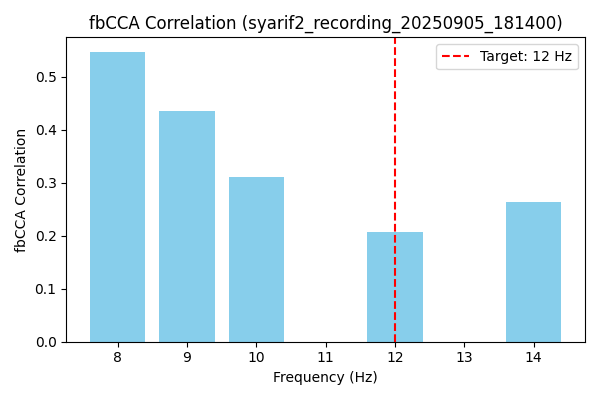 fbCCA Correlation (syarif2_recording_20250905_181400)
Target: 12 Hz
fbCCA Correlation
0.5
0.4
0.3
0.2
0.1
0.0
8 9 10 11 12 13 14
Frequency (Hz)